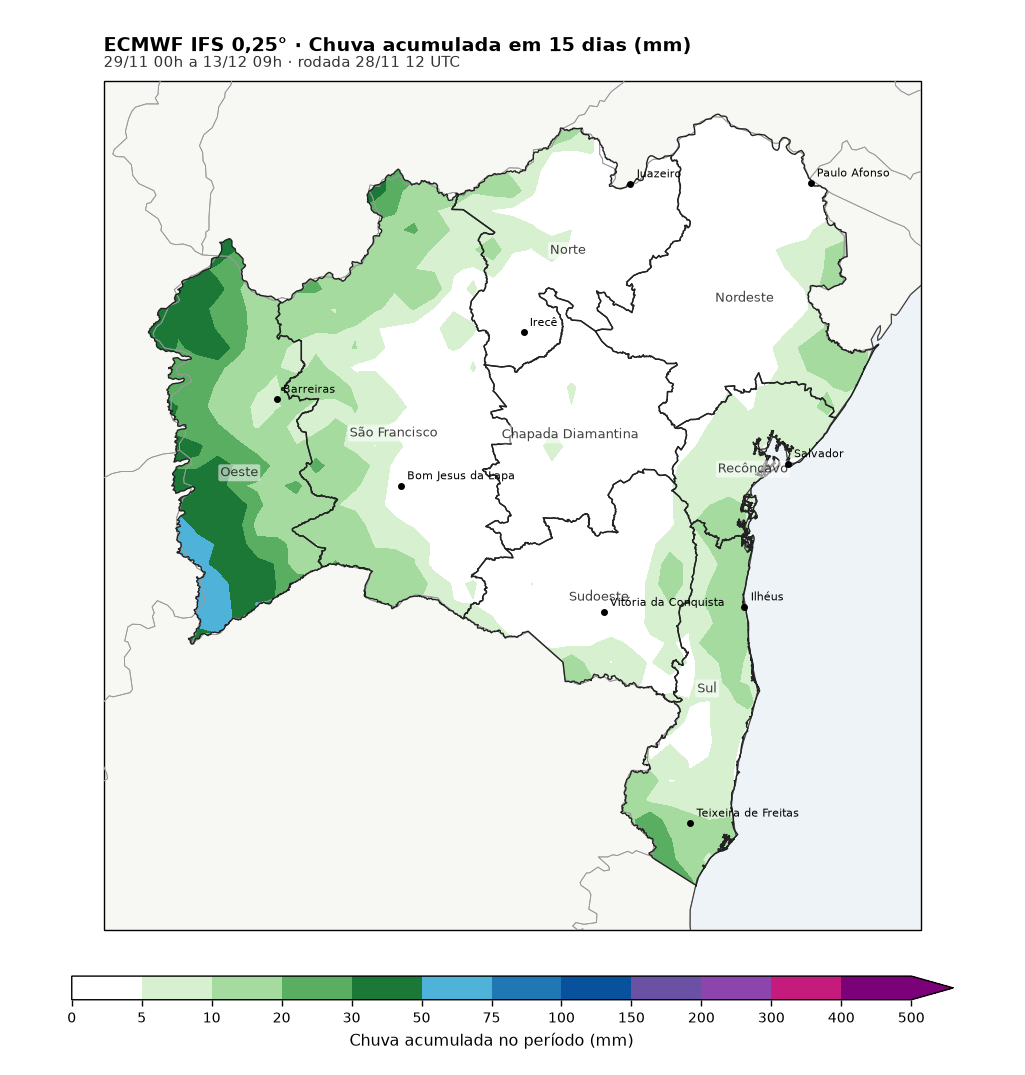 ECMWF IFS 0,25° · Chuva acumulada em 15 dias (mm)
29/11 00h a 13/12 09h · rodada 28/11 12 UTC
Juazeiro
Paulo Afonso
Norte
Nordeste
Irecê
Barreiras
São Francisco
Chapada Diamantina
Salvador
Recôncavo
Oeste
Bom Jesus da Lapa
Sudoeste
Vitória da Conquista
Ilhéus
Sul
Teixeira de Freitas
0 5 10 20 30 50 75 100 150 200 300 400 500
Chuva acumulada no período (mm)